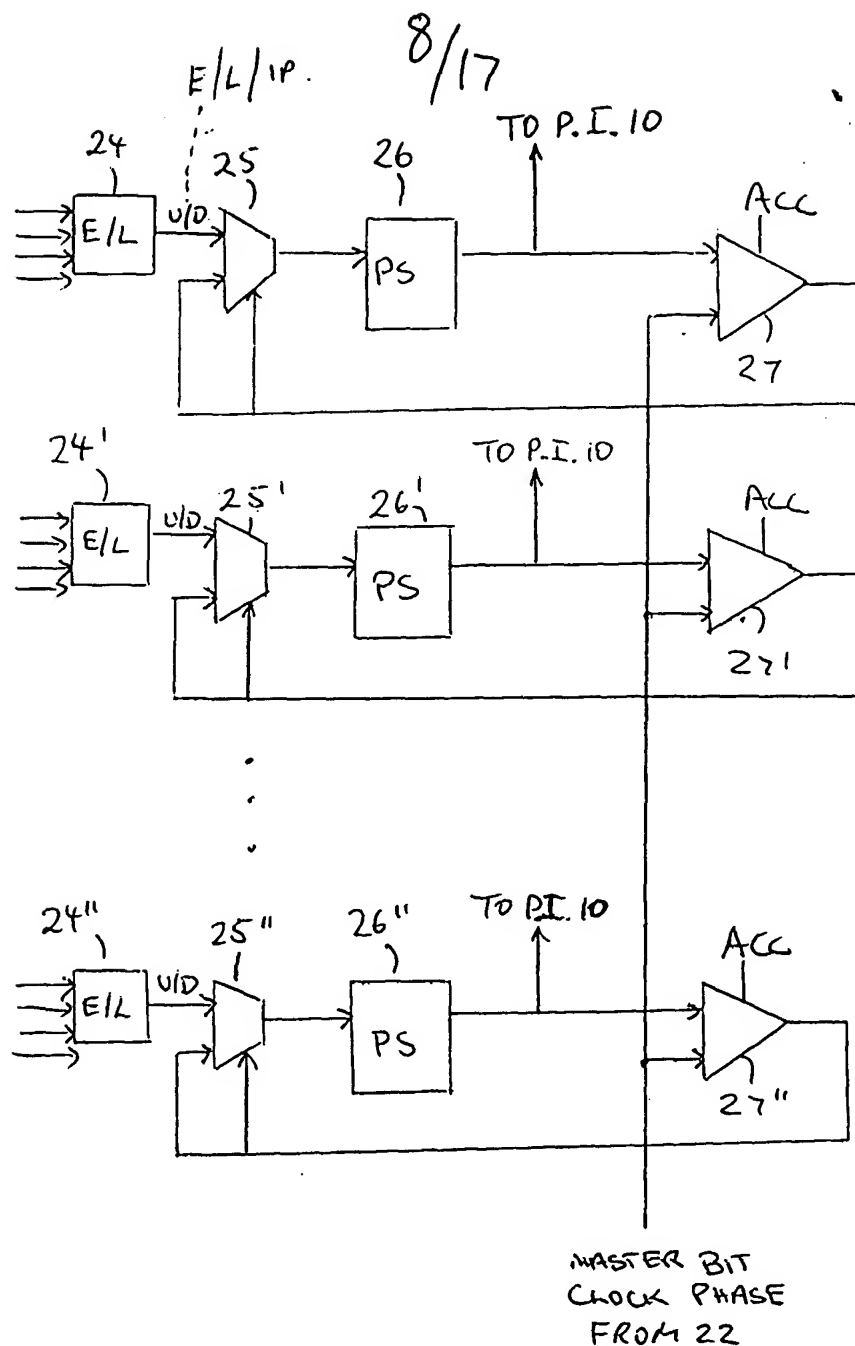 8/17
E/L/IP.
TO P.I.10
24
25
26
ACC
E/L
U/D
PS
27
24'
TO P.I.10
25'
26'
ACC
E/L
U/D
PS
27'
24"
25"
26"
TO P.I.10
ACC
E/L
U/D
PS
27"
MASTER BIT
CLOCK PHASE
FROM 22